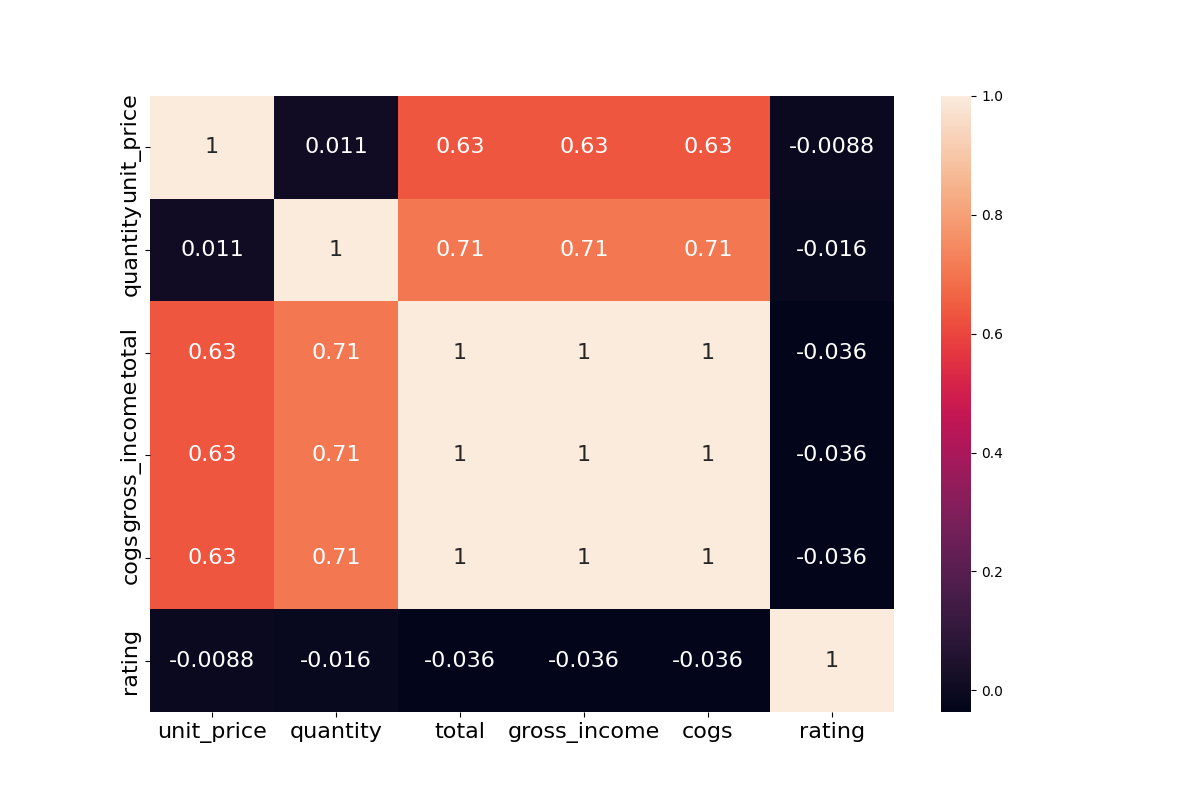 unit_price 1 0.011 0.63 0.63 0.63 -0.0088
quantity 0.011 1 0.71 0.71 0.71 -0.016
total 0.63 0.71 1 1 1 -0.036
gross_income 0.63 0.71 1 1 1 -0.036
cogs 0.63 0.71 1 1 1 -0.036
rating -0.0088 -0.016 -0.036 -0.036 -0.036 1
unit_price quantity total gross_income cogs rating
1.0
0.8
0.6
0.4
0.2
0.0